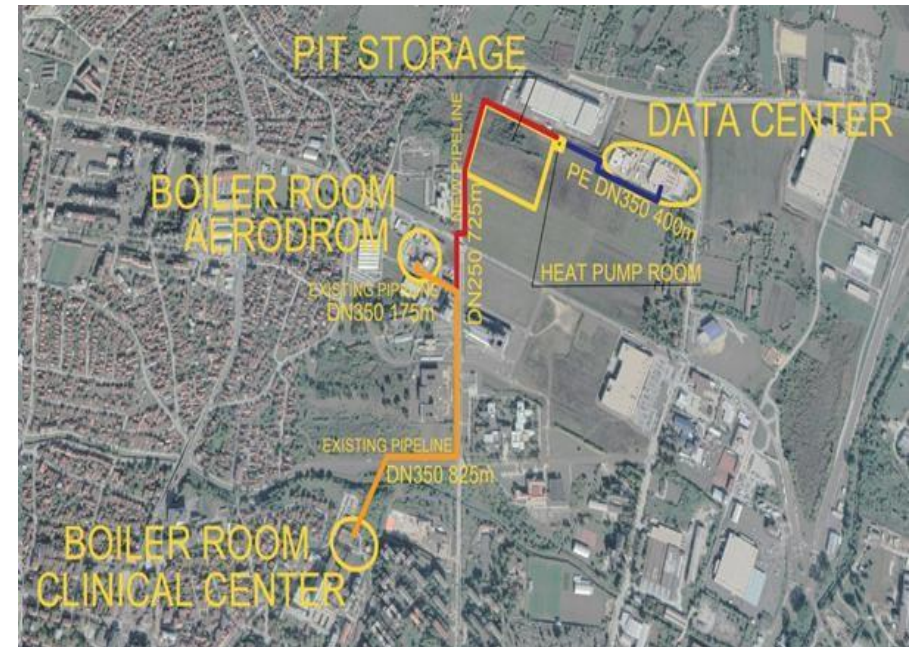 PIT STORAGE
NEW PIPELINE
DN250 725m
DATA CENTER
PE DN350 400m
BOILER ROOM
AERODROM
HEAT PUMP ROOM
EXISTING PIPELINE
DN350 175m
EXISTING PIPELINE
DN350 825m
BOILER ROOM
CLINICAL CENTER